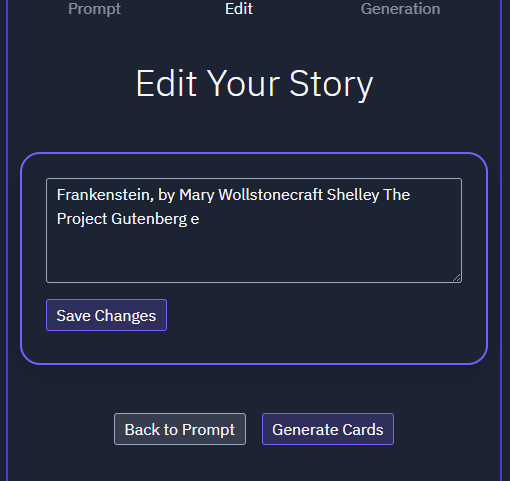 Prompt Edit Generation
Edit Your Story
Frankenstein, by Mary Wollstonecraft Shelley The
Project Gutenberg e
Save Changes
Back to Prompt Generate Cards